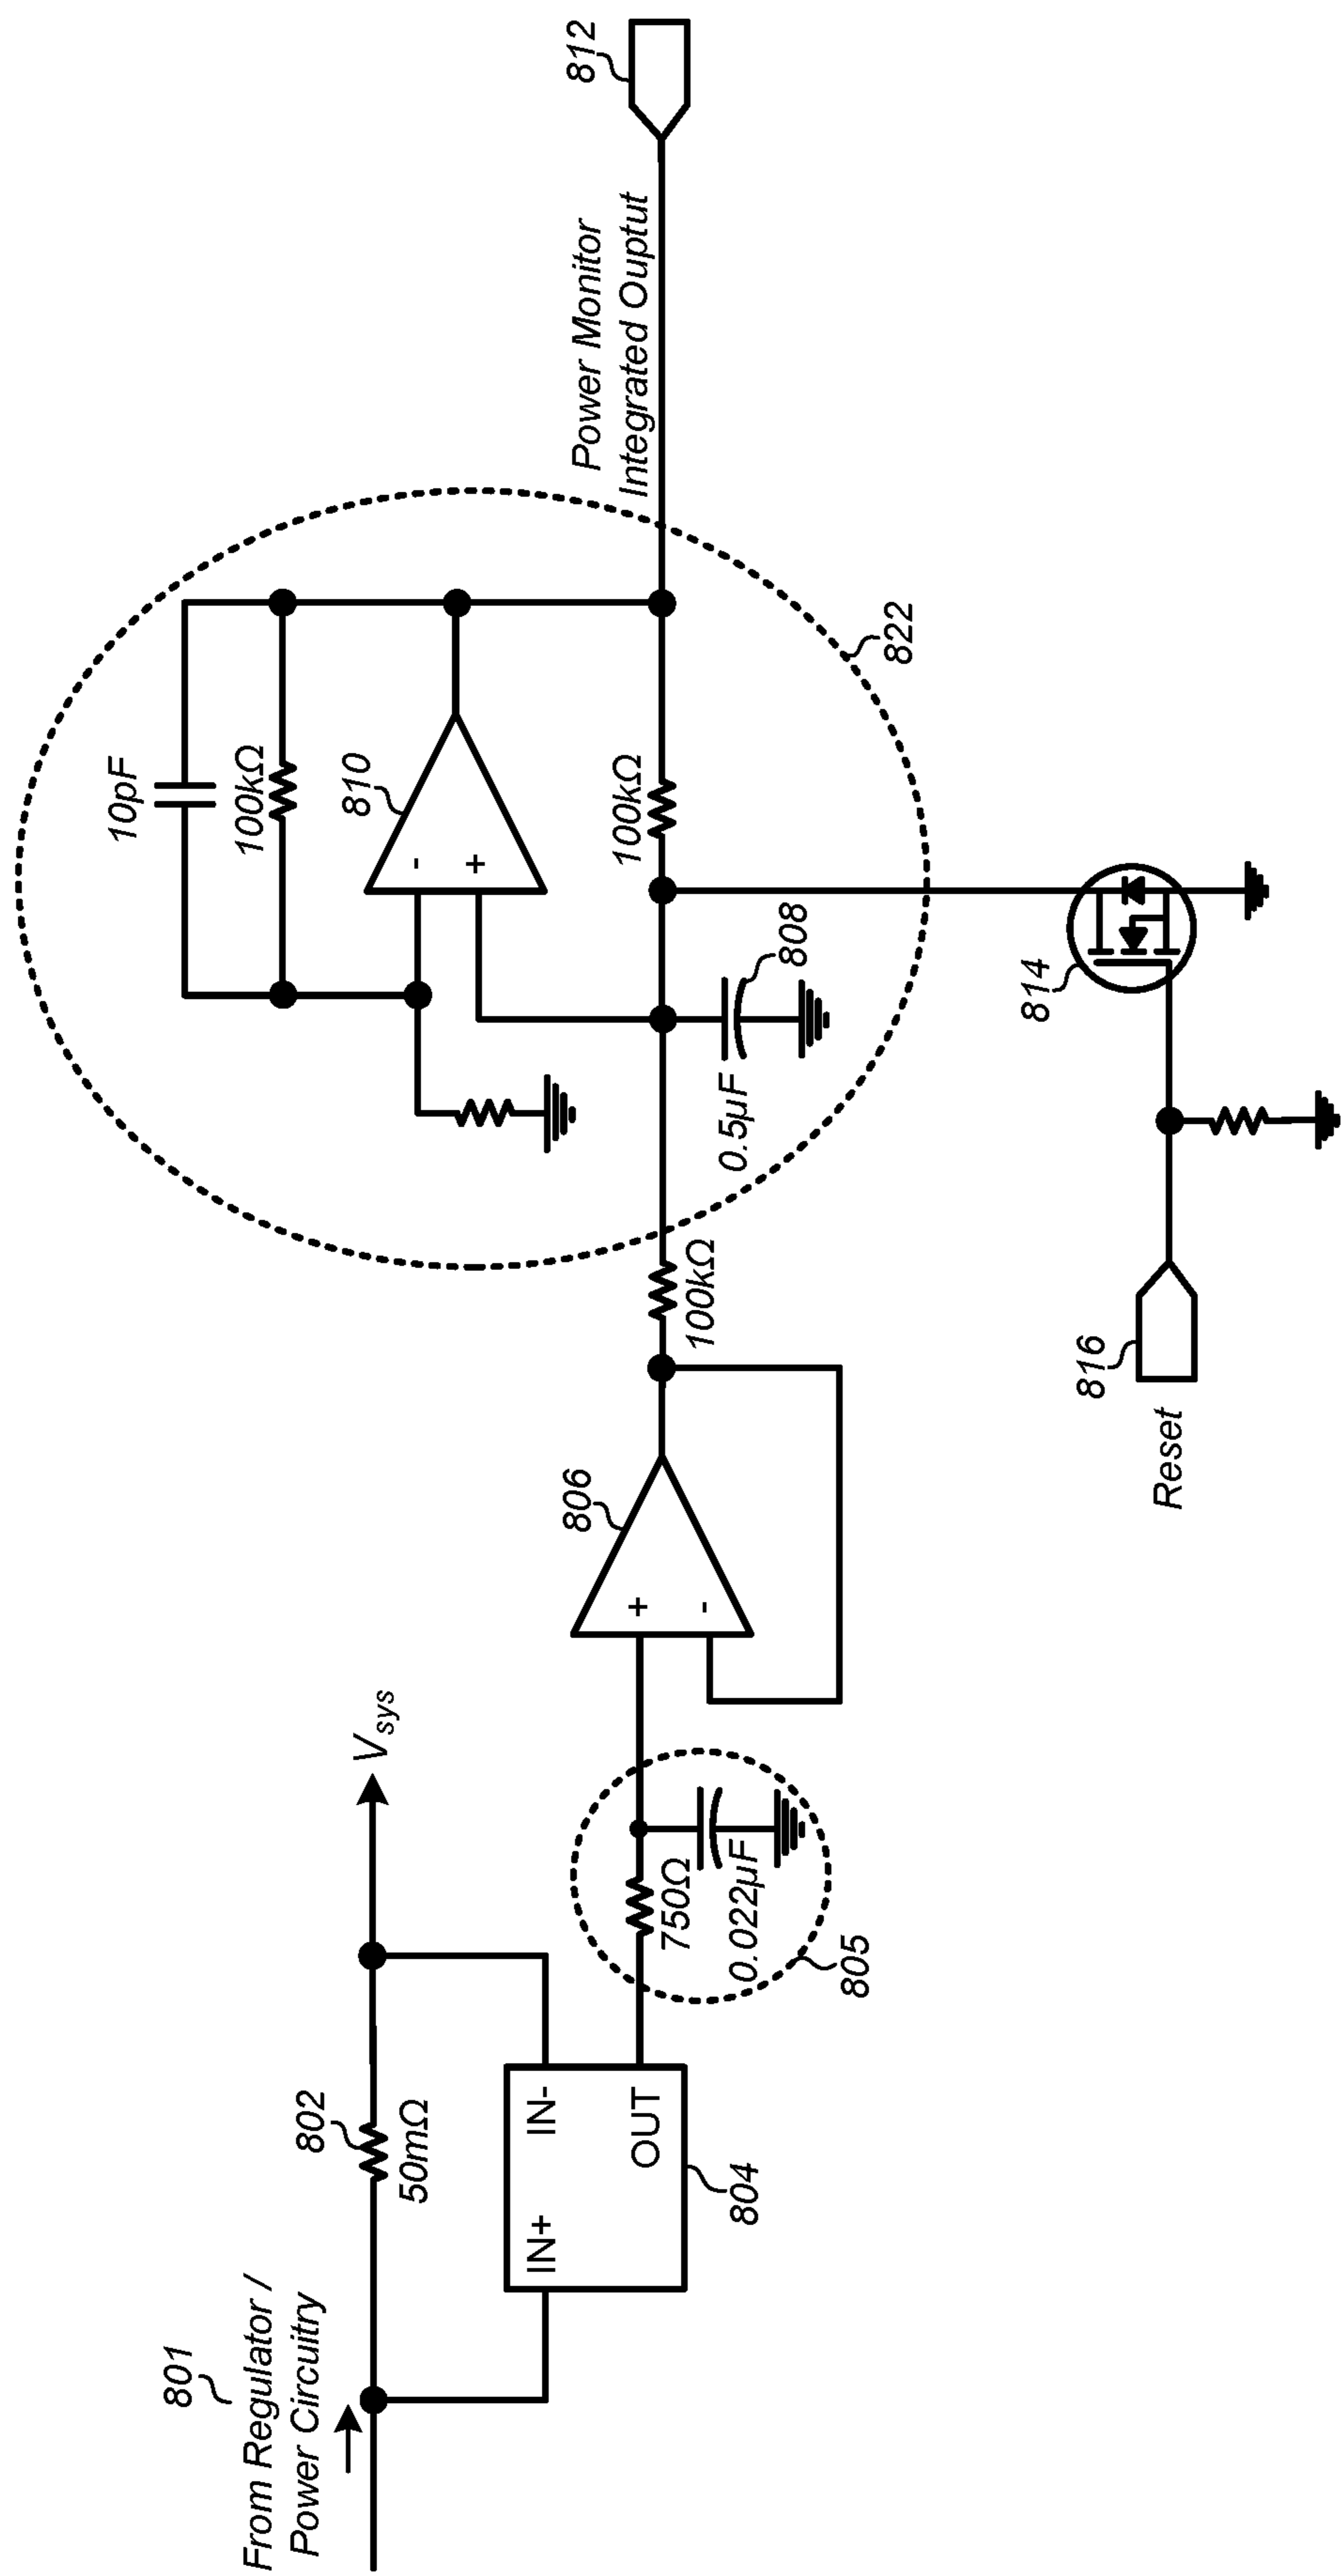 801
From Regulator /
Power Circuitry
802
50mΩ
V_sys
IN+
IN-
OUT
804
750Ω
0.022µF
805
+
-
806
100kΩ
10pF
100kΩ
810
-
+
100kΩ
0.5µF
808
822
Power Monitor
Integrated Ouptut
812
814
816
Reset